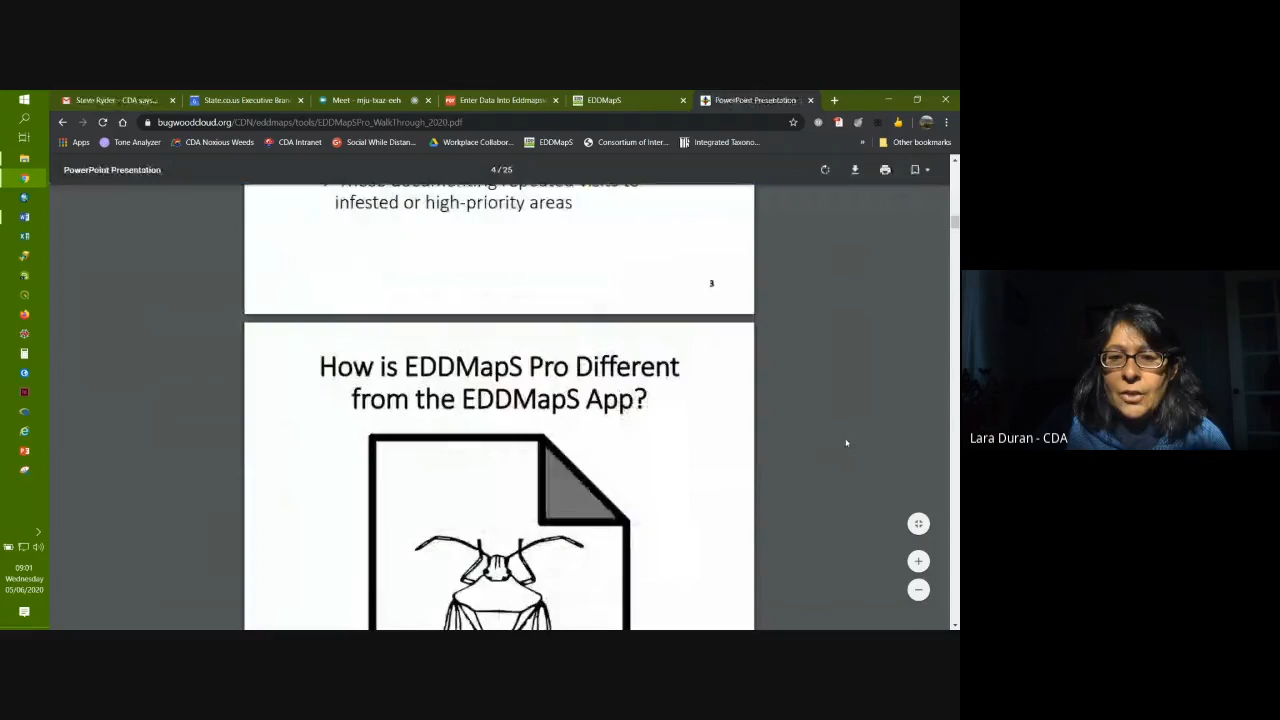 Steve Ryder - CDA says...
State.co.us Executive Bran
Meet - mju-txaz-eeh
Enter Data Into Eddmaps
EDDMapS
PowerPoint Presentation
bugwoodcloud.org/CDN/eddmaps/tools/EDDMapSPro_WalkThrough_2020.pdf
Apps
Tone Analyzer
CDA Noxious Weeds
CDA Intranet
Social While Distan...
Workplace Collabor...
EDDMapS
Consortium of Inter...
Integrated Taxono...
»
Other bookmarks
PowerPoint Presentation
4 / 25
infested or high-priority areas
3
How is EDDMapS Pro Different
from the EDDMapS App?
Lara Duran - CDA
09:01
Wednesday
05/06/2020